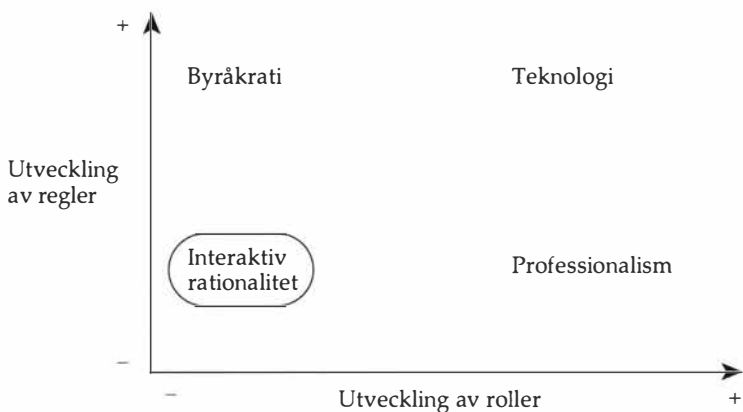 +
Byråkrati
Teknologi
Utveckling
av regler
Interaktiv
rationalitet
Professionalism
–
–
Utveckling av roller
+